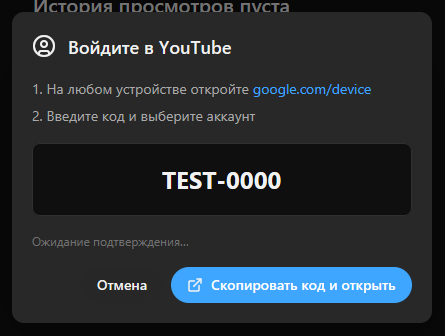 История просмотров пуста
Войдите в YouTube
1. На любом устройстве откройте google.com/device
2. Введите код и выберите аккаунт
TEST-0000
Ожидание подтверждения...
Отмена
Скопировать код и открыть